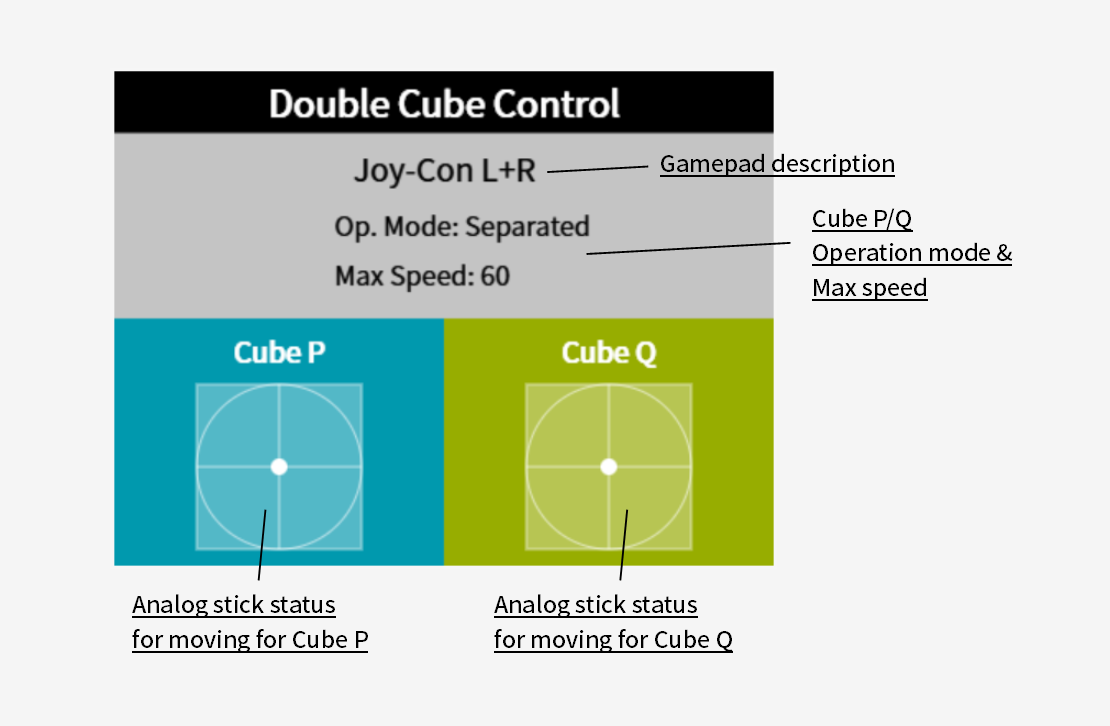 Double Cube Control
Joy-Con L+R
Gamepad description
Op. Mode: Separated
Max Speed: 60
Cube P/Q
Operation mode &
Max speed
Cube P
Cube Q
Analog stick status
for moving for Cube P
Analog stick status
for moving for Cube Q